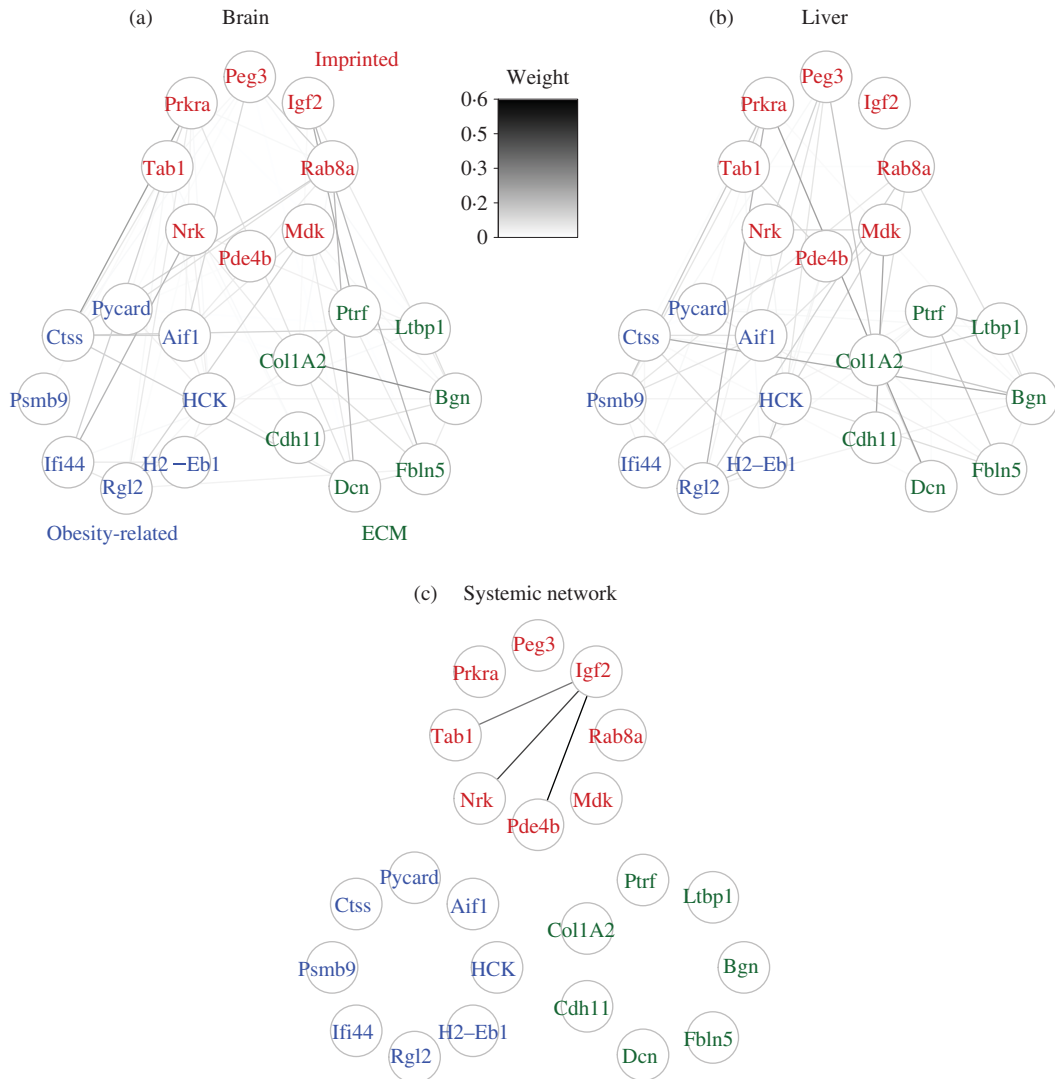 (a) Brain
(b) Liver
Imprinted
Peg3
Prkra
Igf2
Tab1
Rab8a
Nrk
Mdk
Pde4b
Pycard
Ctss
Aif1
Psmb9
HCK
Ifi44
H2–Eb1
Rgl2
Ptrf
Ltbp1
Col1A2
Bgn
Cdh11
Fbln5
Dcn
Obesity-related
ECM
Weight
0·6
0·5
0·3
0·2
0
Peg3
Prkra
Igf2
Tab1
Rab8a
Nrk
Mdk
Pde4b
Pycard
Ctss
Aif1
Psmb9
HCK
Ifi44
H2–Eb1
Rgl2
Ptrf
Ltbp1
Col1A2
Bgn
Cdh11
Fbln5
Dcn
(c) Systemic network
Peg3
Prkra
Igf2
Tab1
Rab8a
Nrk
Mdk
Pde4b
Pycard
Ctss
Aif1
Psmb9
HCK
Ifi44
H2–Eb1
Rgl2
Ptrf
Ltbp1
Col1A2
Bgn
Cdh11
Fbln5
Dcn